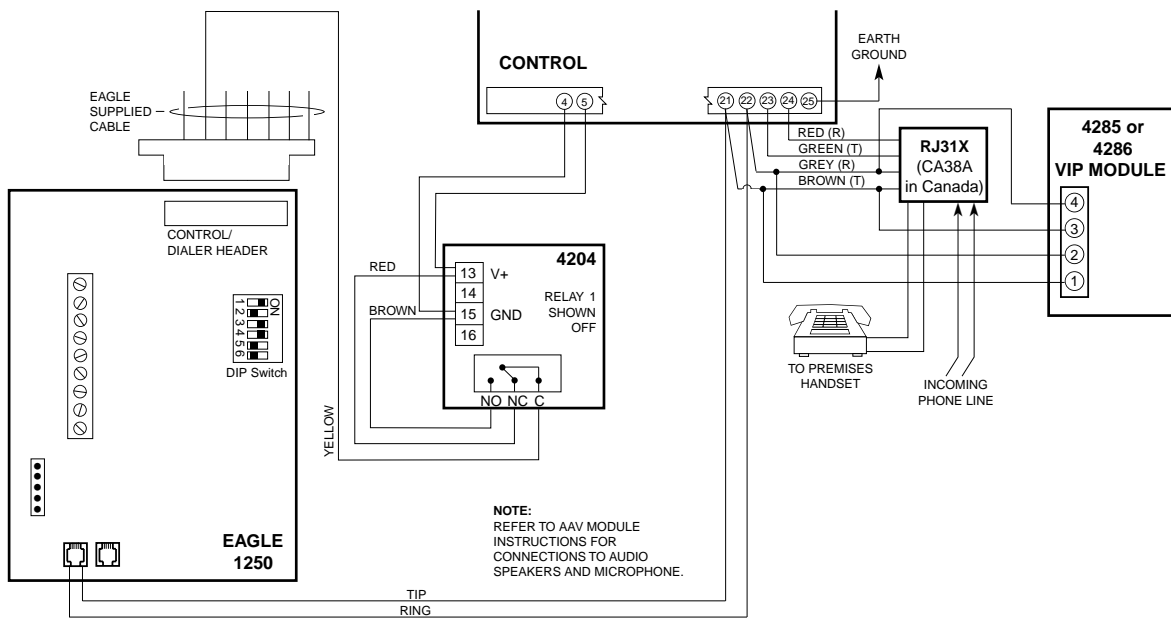 CONTROL
4 5
21 22 23 24 25
EARTH
GROUND
EAGLE
SUPPLIED
CABLE
RED (R)
GREEN (T)
GREY (R)
BROWN (T)
RJ31X
(CA38A
in Canada)
4285 or
4286
VIP MODULE
4
3
2
1
CONTROL/
DIALER HEADER
ON
1
2
3
4
5
6
DIP Switch
RED
BROWN
YELLOW
4204
13 V+
14
15 GND
16
RELAY 1
SHOWN
OFF
NO NC C
TO PREMISES
HANDSET
INCOMING
PHONE LINE
NOTE:
REFER TO AAV MODULE
INSTRUCTIONS FOR
CONNECTIONS TO AUDIO
SPEAKERS AND MICROPHONE.
EAGLE
1250
TIP
RING